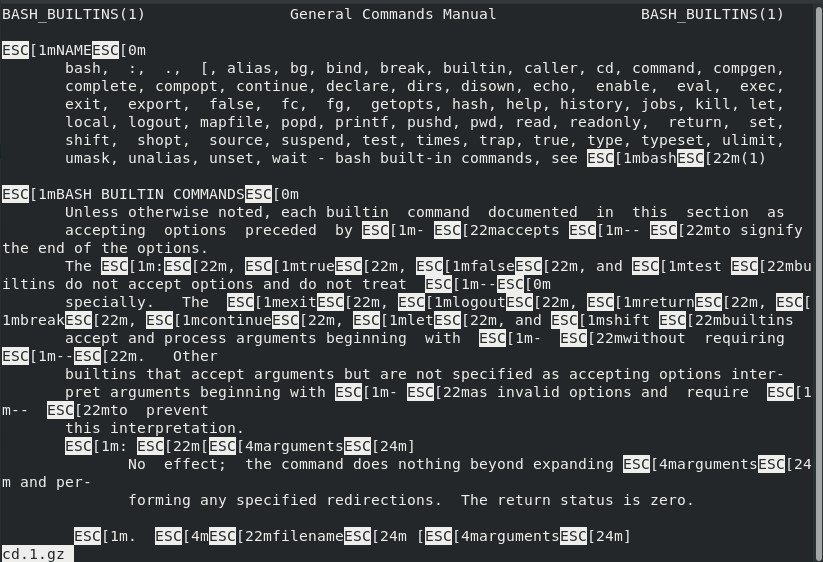 BASH_BUILTINS(1)                General Commands Manual                BASH_BUILTINS(1)
ESC[1mNAMEESC[0m
bash,  :,  .,  [, alias, bg, bind, break, builtin, caller, cd, command, compgen,
complete, compopt, continue, declare, dirs, disown, echo,  enable,  eval,  exec,
exit,  export,  false,  fc,  fg,  getopts, hash, help, history, jobs, kill, let,
local, logout, mapfile, popd, printf, pushd, pwd, read, readonly,  return,  set,
shift,  shopt,  source, suspend, test, times, trap, true, type, typeset, ulimit,
umask, unalias, unset, wait - bash built-in commands, see ESC[1mbashESC[22m(1)
ESC[1mBASH BUILTIN COMMANDSESC[0m
Unless otherwise noted, each builtin  command  documented  in  this  section  as
accepting  options  preceded  by ESC[1m- ESC[22maccepts ESC[1m-- ESC[22mto signify
the end of the options.
The ESC[1m:ESC[22m, ESC[1mtrueESC[22m, ESC[1mfalseESC[22m, and ESC[1mtest ESC[22mbu
iltins do not accept options and do not treat  ESC[1m--ESC[0m
specially.   The  ESC[1mexitESC[22m, ESC[1mlogoutESC[22m, ESC[1mreturnESC[22m, ESC[
1mbreakESC[22m, ESC[1mcontinueESC[22m, ESC[1mletESC[22m, and ESC[1mshift ESC[22mbuiltins
accept and process arguments beginning  with  ESC[1m-  ESC[22mwithout  requiring
ESC[1m--ESC[22m.   Other
builtins that accept arguments but are not specified as accepting options inter-
pret arguments beginning with ESC[1m- ESC[22mas invalid options and  require  ESC[1
m--  ESC[22mto  prevent
this interpretation.
ESC[1m: ESC[22m[ESC[4margumentsESC[24m]
No  effect;  the command does nothing beyond expanding ESC[4margumentsESC[24
m and per-
forming any specified redirections.  The return status is zero.
ESC[1m.  ESC[4mESC[22mfilenameESC[24m [ESC[4margumentsESC[24m]
cd.1.gz